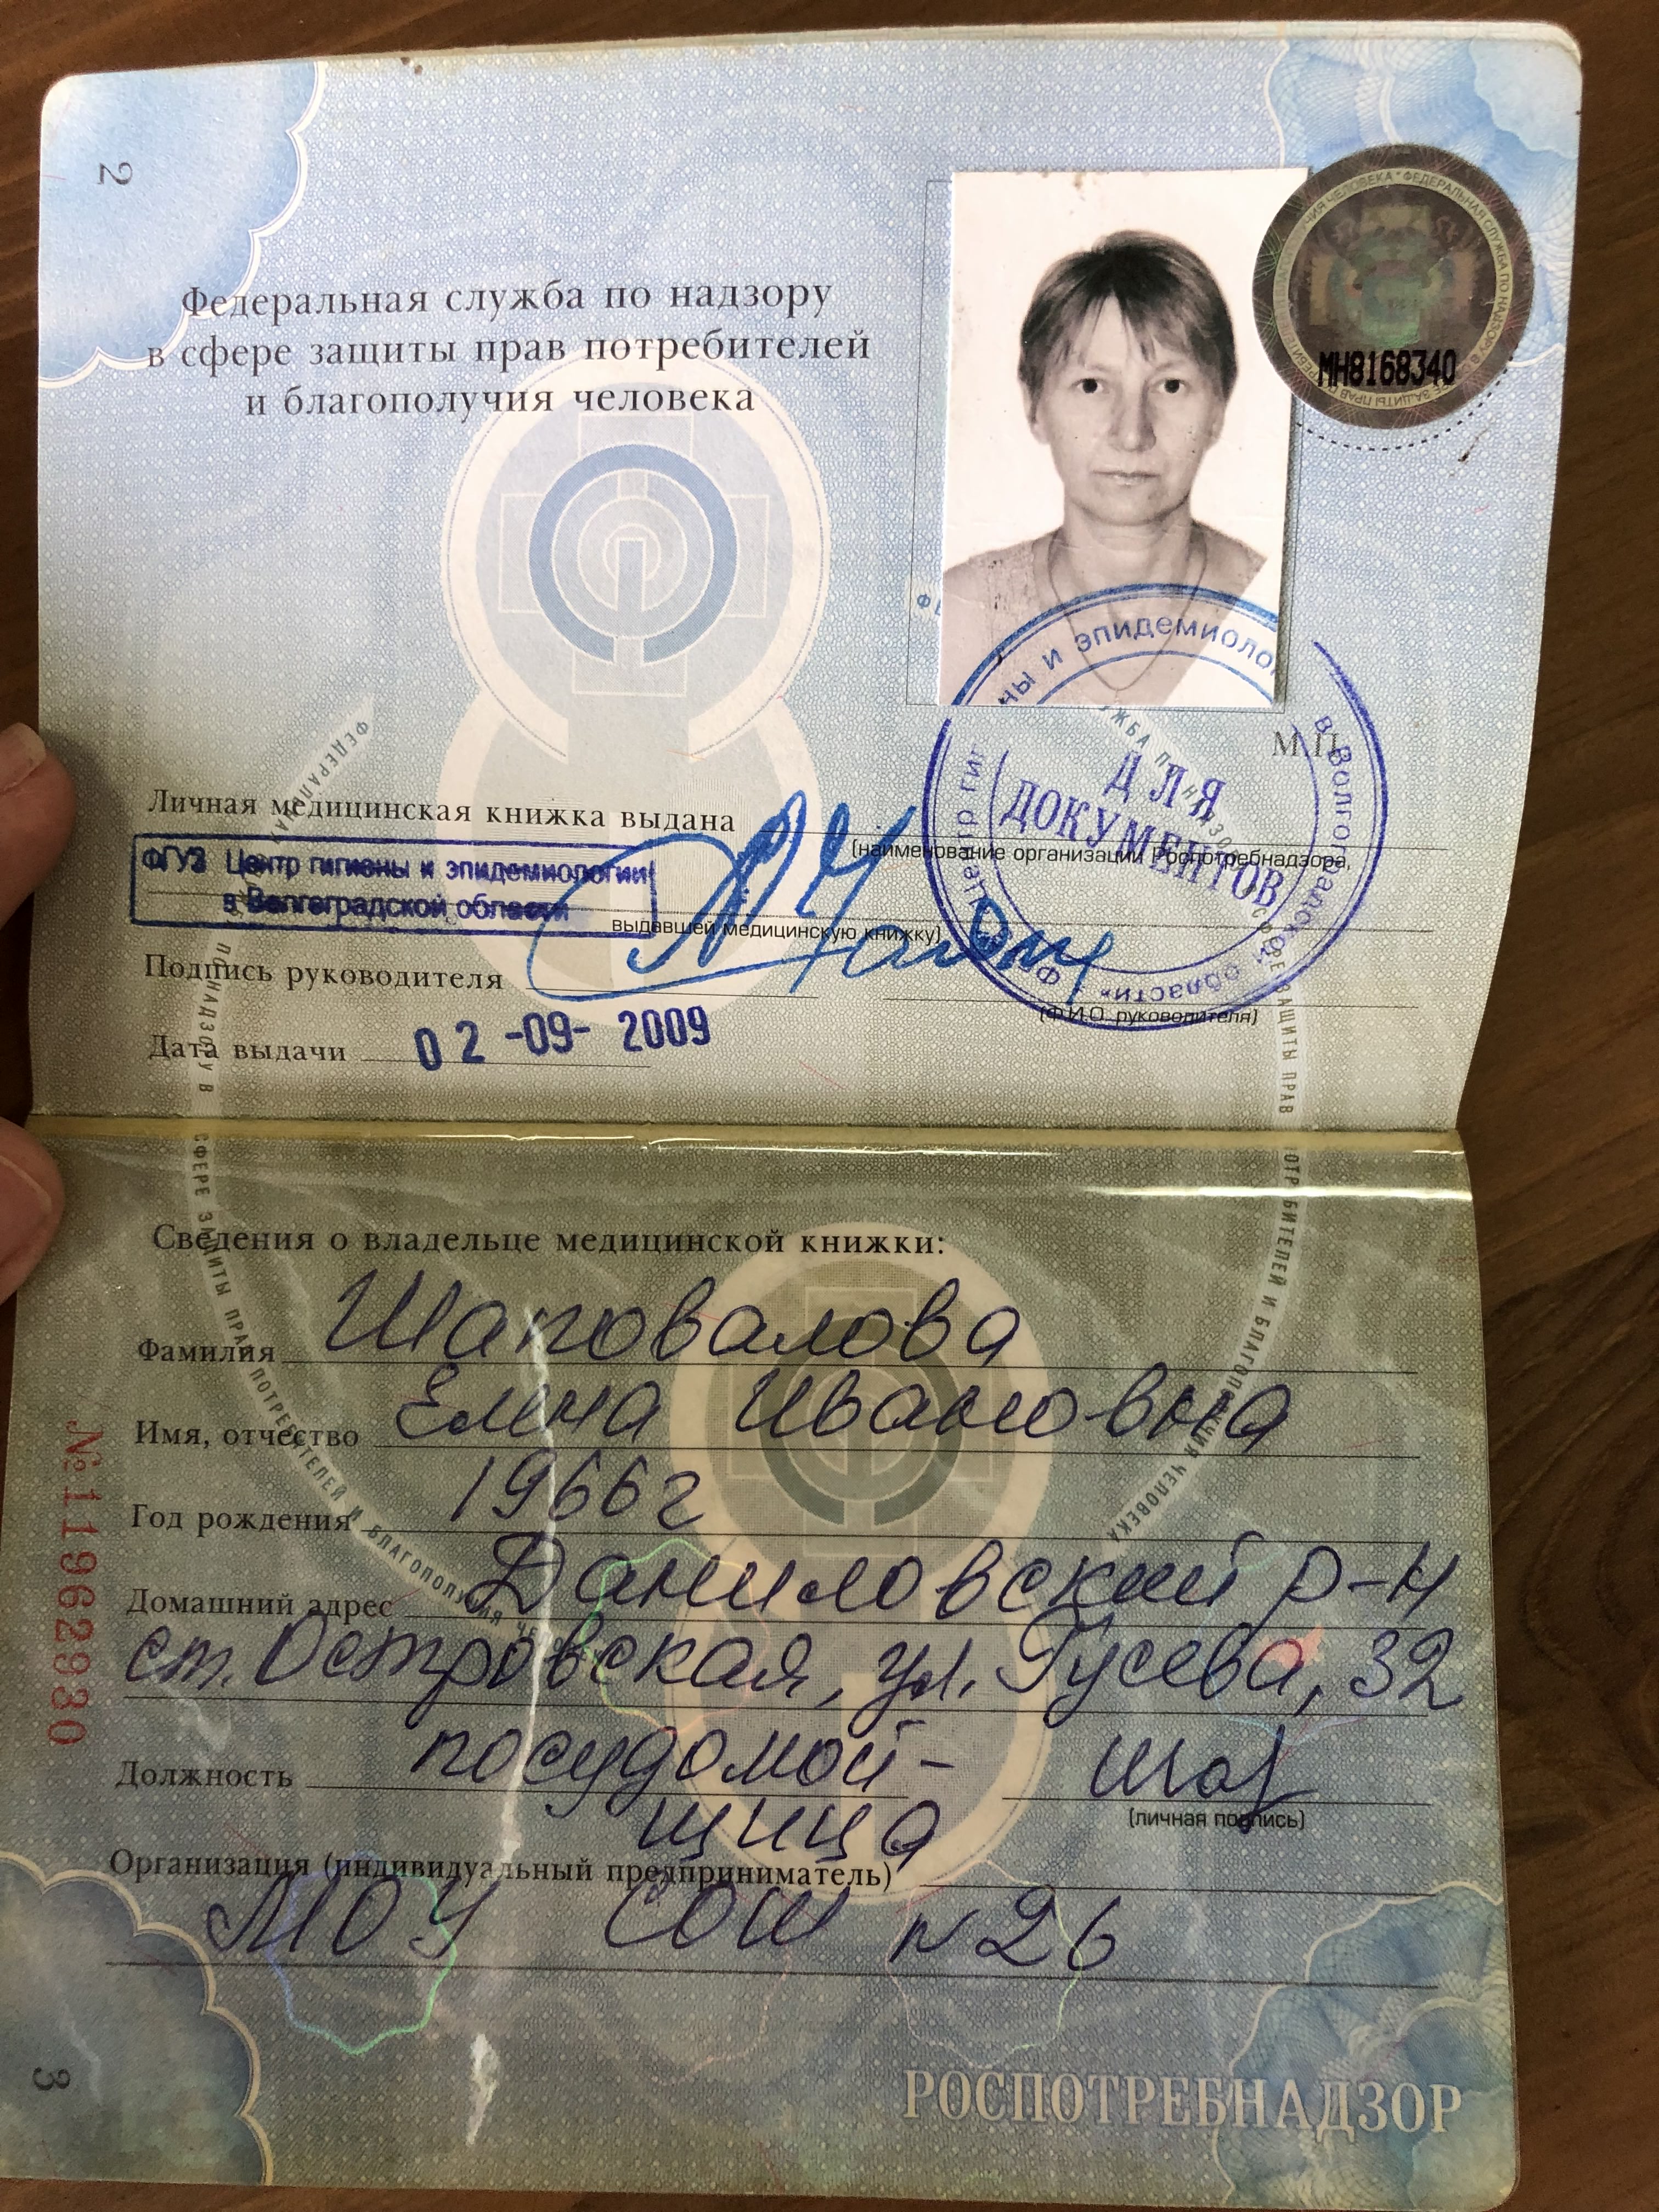 2
Федеральная служба по надзору
в сфере защиты прав потребителей
и благополучия человека
МН8168340
М.П.
Личная медицинская книжка выдана
(наименование организации Роспотребнадзора,
ФГУЗ Центр гигиены и эпидемиологии
в Волгоградской области
выдавшей медицинскую книжку)
ДЛЯ
ДОКУМЕНТОВ
Подпись руководителя
(Ф.И.О. руководителя)
Дата выдачи 02-09-2009
Сведения о владельце медицинской книжки:
Фамилия Шаповалова
Имя, отчество Елена Ивановна
Год рождения 1966г
Домашний адрес Даниловский р-н
ст. Островская, ул. Гусева, 32
Должность посудомой-
щица
(личная подпись)
Организация (индивидуальный предприниматель)
МОУ СОШ №26
№11962930
3
РОСПОТРЕБНАДЗОР